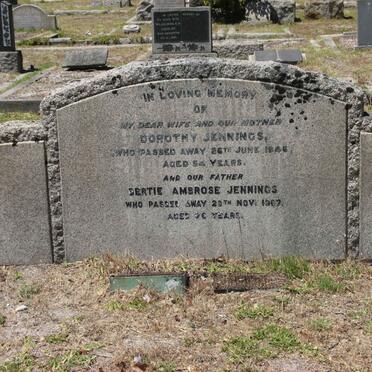 IN LOVING MEMORY
OF
MY DEAR WIFE AND OUR MOTHER
DOROTHY JENNINGS,
WHO PASSED AWAY 26TH JUNE
AGED 54 YEARS.
AND OUR FATHER
BERTIE AMBROSE JENNINGS
WHO PASSED AWAY 29TH NOV. 1967.
AGED 76 YEARS.